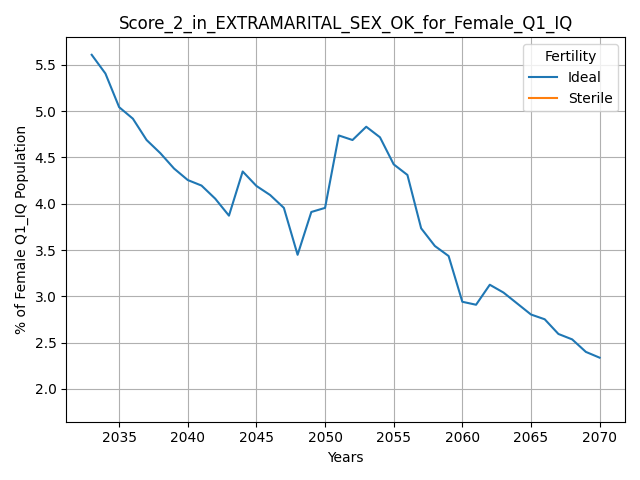 Score_2_in_EXTRAMARITAL_SEX_OK_for_Female_Q1_IQ
Fertility
Ideal
Sterile
% of Female Q1_IQ Population
5.5
5.0
4.5
4.0
3.5
3.0
2.5
2.0
2035 2040 2045 2050 2055 2060 2065 2070
Years